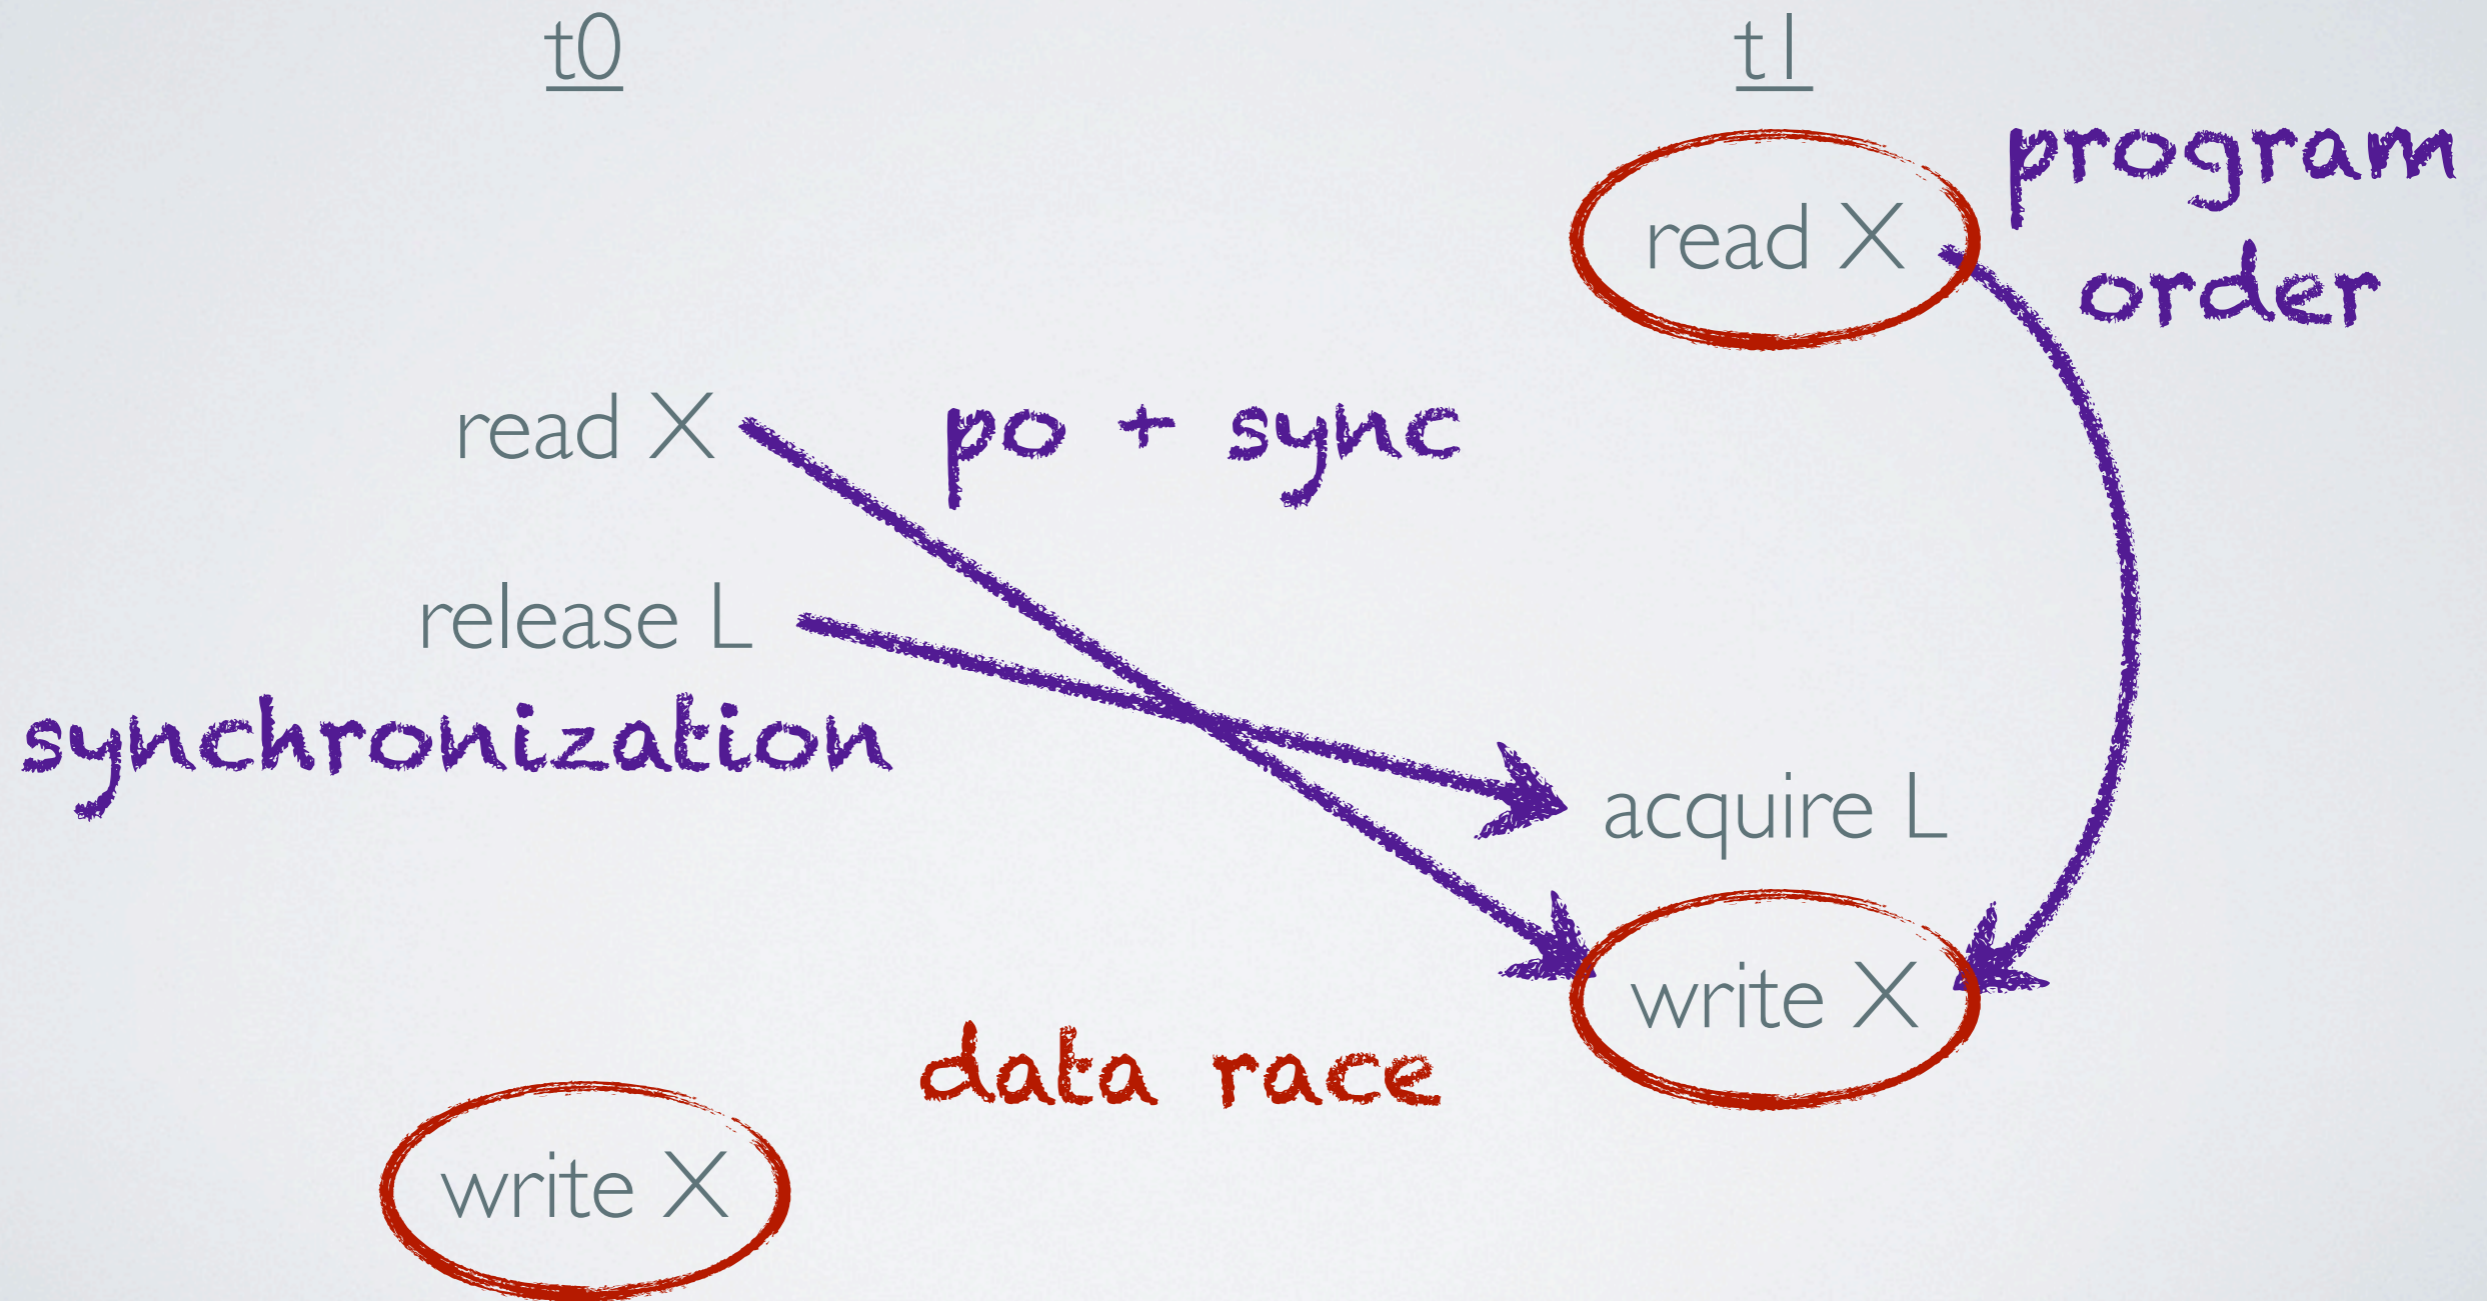 t0
t1
program
order
read X
read X
po + sync
release L
synchronization
acquire L
write X
data race
write X